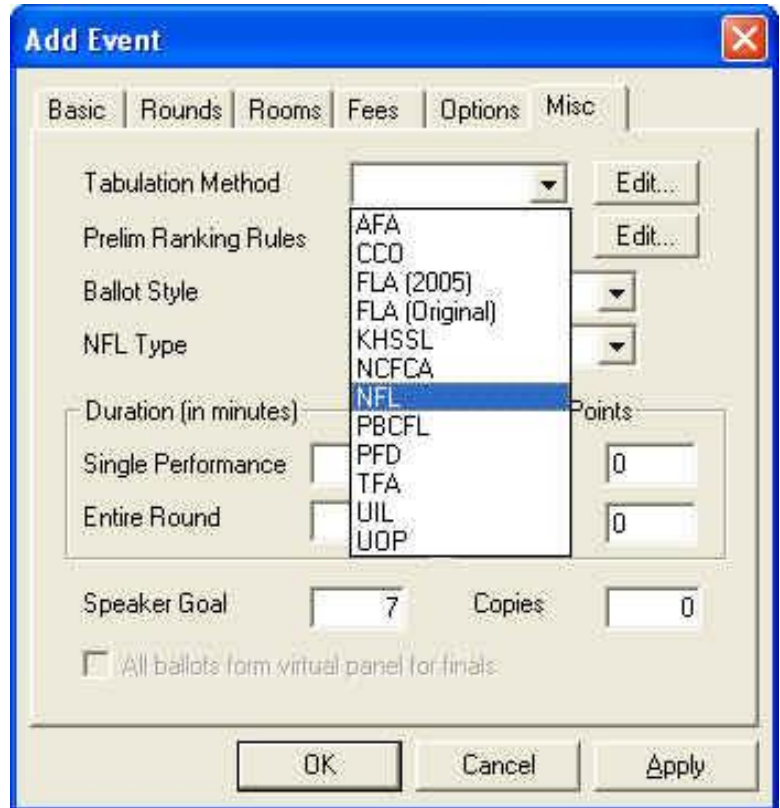 Add Event
Basic Rounds Rooms Fees Options Misc
Tabulation Method Edit...
Prelim Ranking Rules Edit...
Ballot Style
NFL Type
AFA
CCO
FLA (2005)
FLA (Original)
KHSSL
NCFCA
NFL
PBCFL
PFD
TFA
UIL
UOP
Duration (in minutes) Points
Single Performance 0
Entire Round 0
Speaker Goal 7 Copies 0
All ballots form virtual panel for finals
OK Cancel Apply